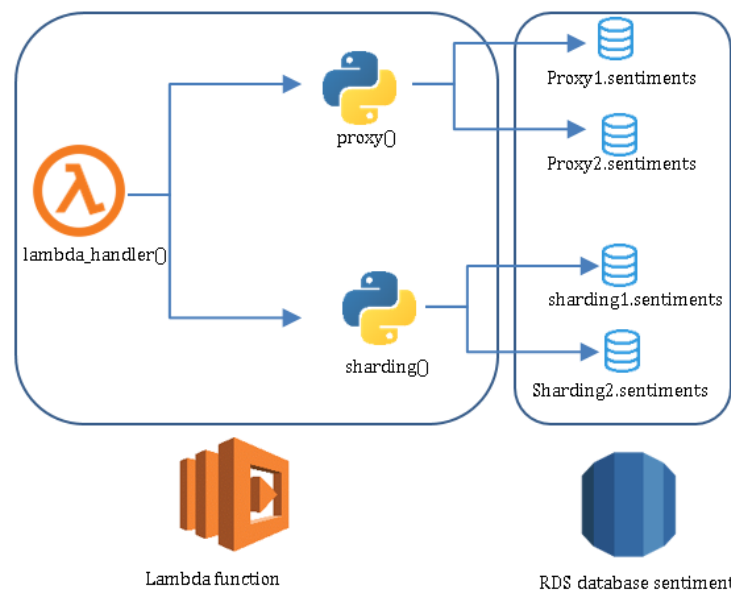 Proxy1.sentiments
proxy()
Proxy2.sentiments
lambda_handler()
sharding1.sentiments
sharding()
Sharding2.sentiments
Lambda function
RDS database sentiment